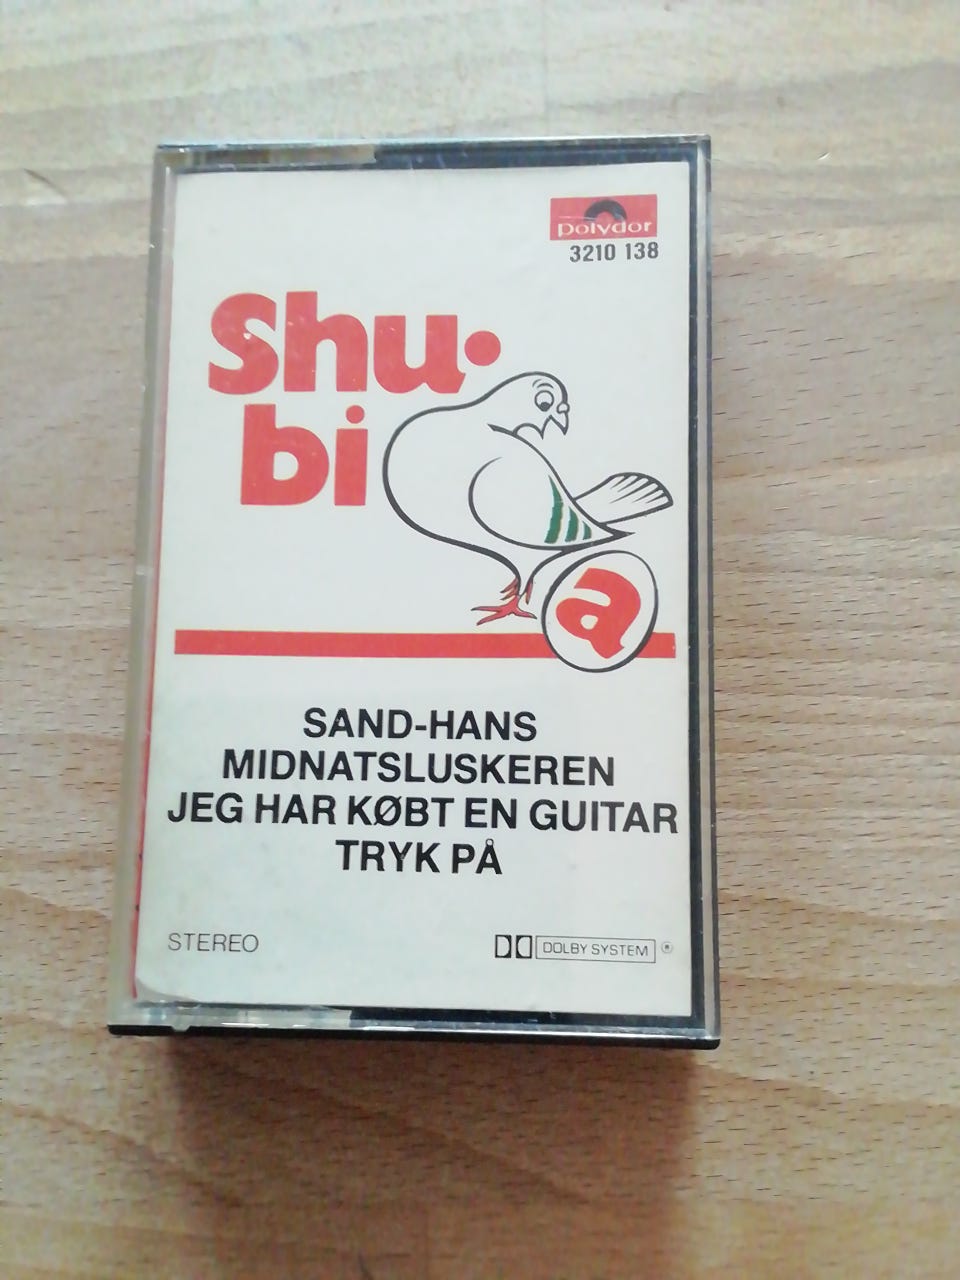 polydor
3210 138
Shu·
bi
a
SAND-HANS
MIDNATSLUSKEREN
JEG HAR KØBT EN GUITAR
TRYK PÅ
STEREO
DOLBY SYSTEM ®